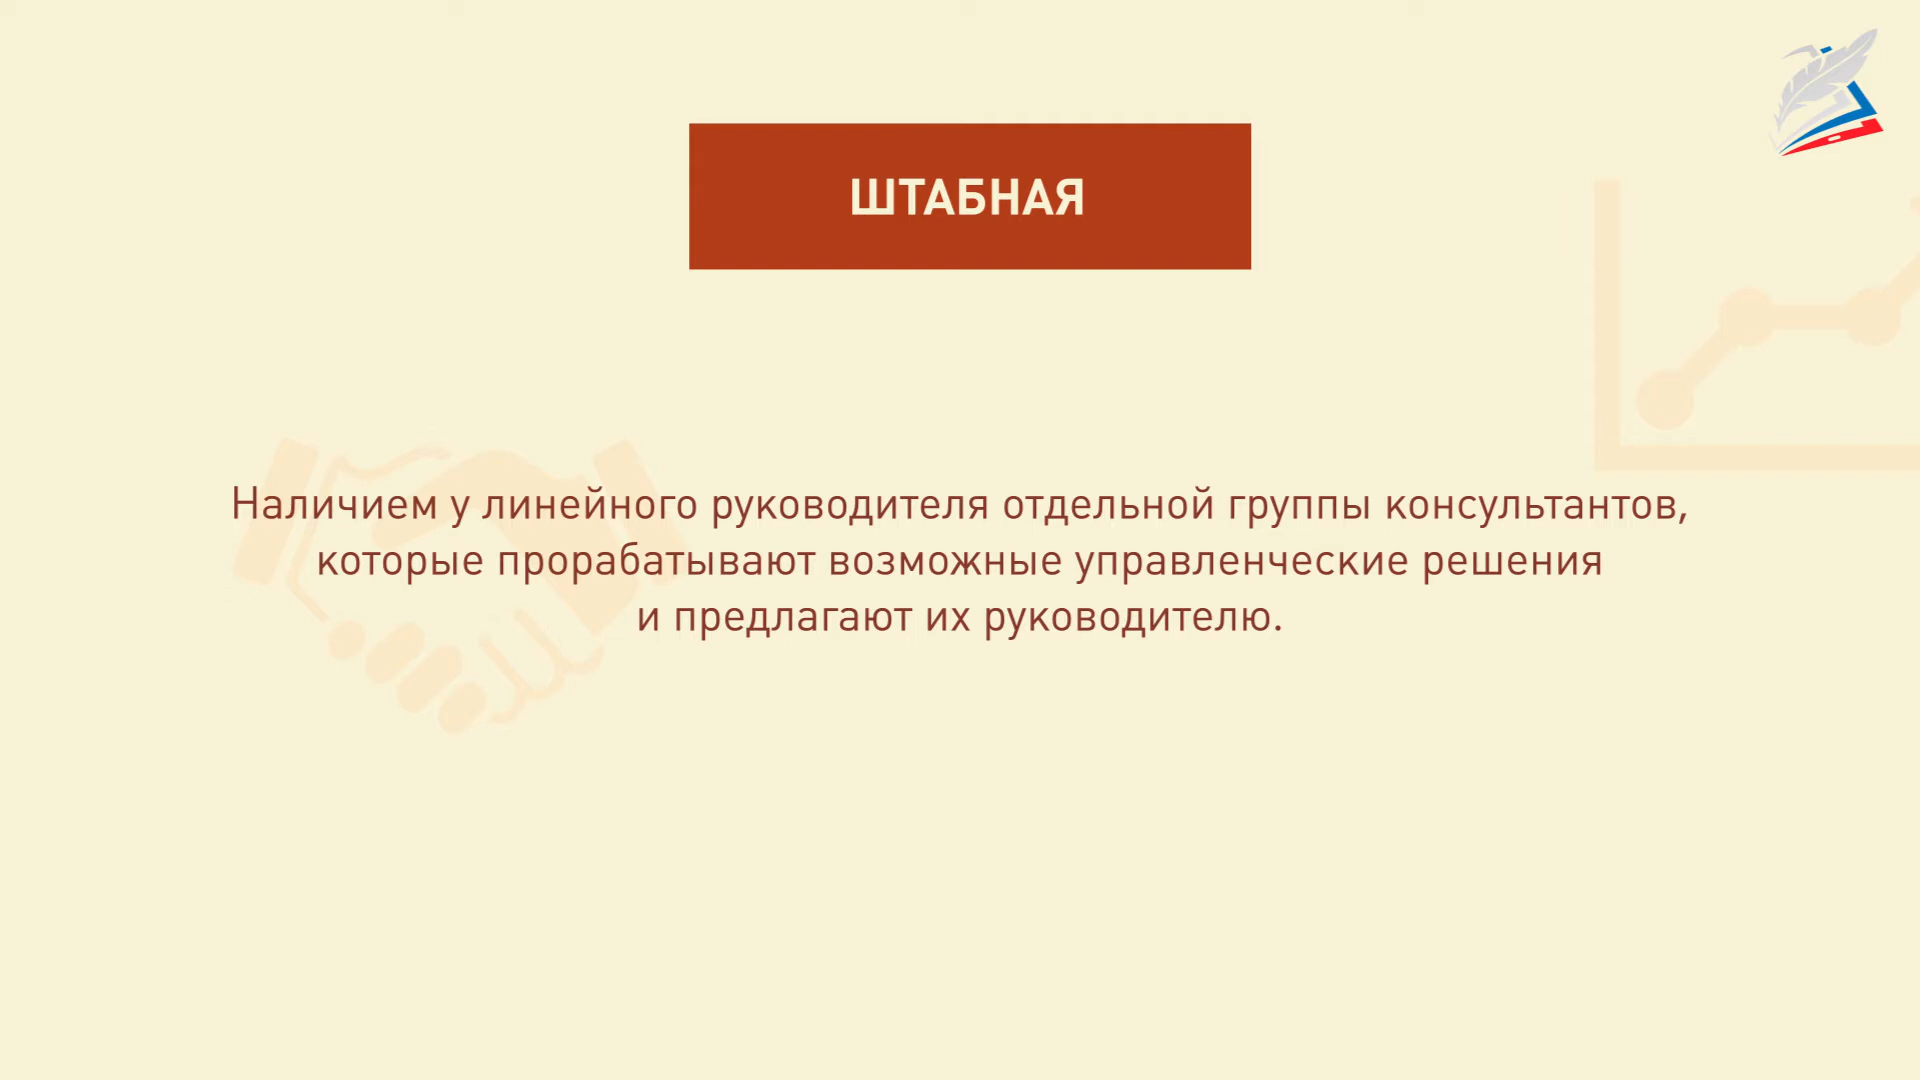 ШТАБНАЯ
Наличием у линейного руководителя отдельной группы консультантов,
которые прорабатывают возможные управленческие решения
и предлагают их руководителю.